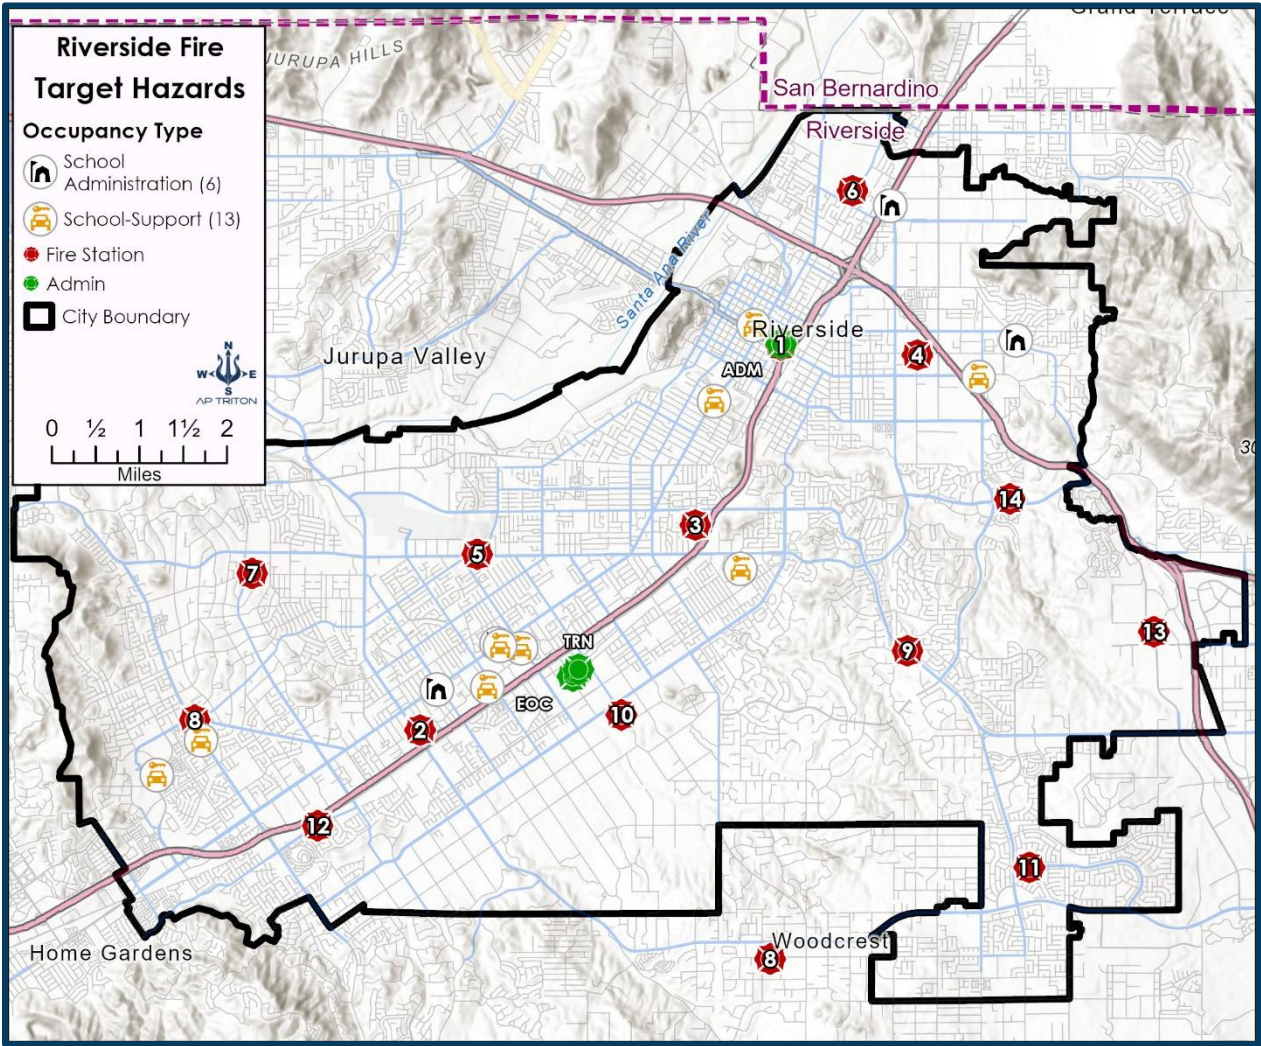 Grand Terrace
Riverside Fire
Target Hazards
JURUPA HILLS
San Bernardino
Riverside
Occupancy Type
School
Administration (6)
School-Support (13)
Fire Station
Admin
City Boundary
N
W E
S
AP TRITON
0 ½ 1 1½ 2
Miles
6
Santa Ana River
Riverside
1
4
Jurupa Valley
ADM
30
14
3
5
7
13
TRN
9
EOC
10
8
2
12
11
Woodcrest
Home Gardens
8